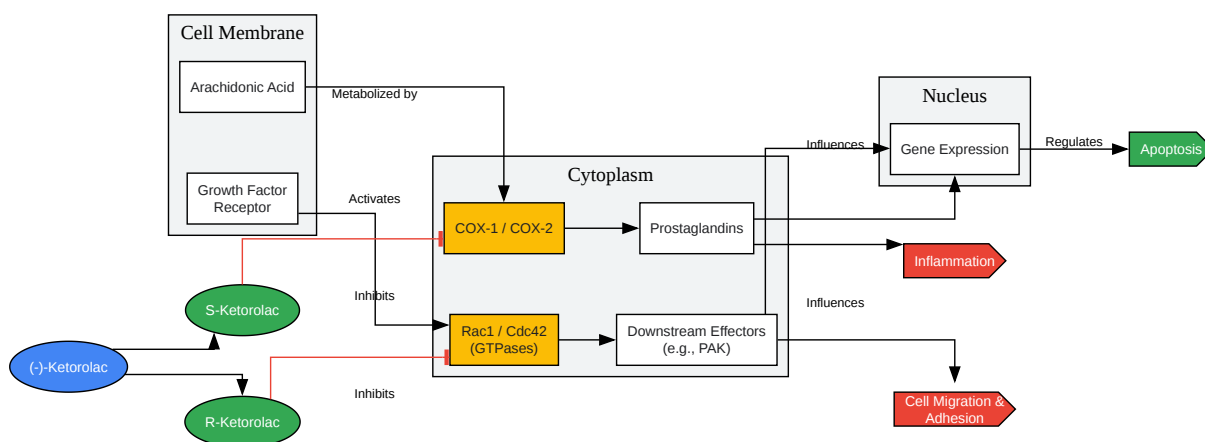 Cell Membrane
Arachidonic Acid
Metabolized by
Growth Factor
Receptor
Activates
Nucleus
Influences
Gene Expression
Regulates
Apoptosis
Cytoplasm
COX-1 / COX-2
Prostaglandins
Inflammation
Inhibits
S-Ketorolac
Influences
Rac1 / Cdc42
(GTPases)
Downstream Effectors
(e.g., PAK)
(-)-Ketorolac
Inhibits
R-Ketorolac
Cell Migration &
Adhesion